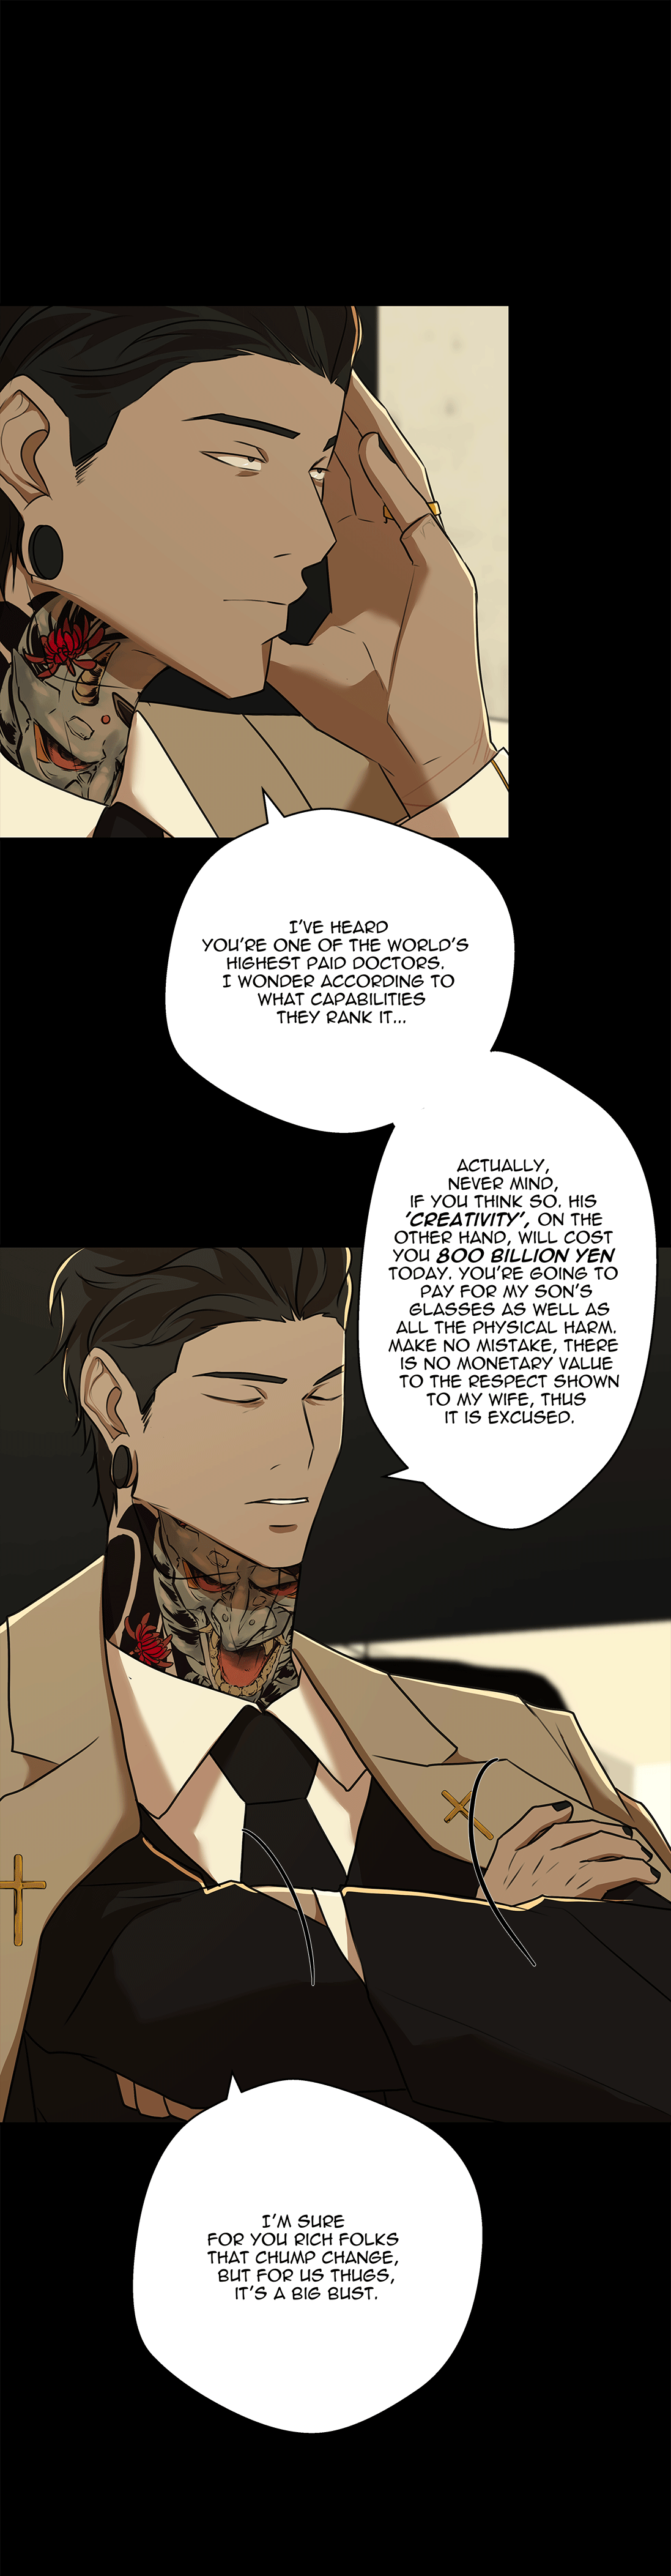 I'VE HEARD
YOU'RE ONE OF THE WORLD'S
HIGHEST PAID DOCTORS.
I WONDER ACCORDING TO
WHAT CAPABILITIES
THEY RANK IT...
ACTUALLY,
NEVER MIND,
IF YOU THINK SO. HIS
'CREATIVITY', ON THE
OTHER HAND, WILL COST
YOU 800 BILLION YEN
TODAY. YOU'RE GOING TO
PAY FOR MY SON'S
GLASSES AS WELL AS
ALL THE PHYSICAL HARM.
MAKE NO MISTAKE, THERE
IS NO MONETARY VALUE
TO THE RESPECT SHOWN
TO MY WIFE, THUS
IT IS EXCUSED.
I'M SURE
FOR YOU RICH FOLKS
THAT CHUMP CHANGE,
BUT FOR US THUGS,
IT'S A BIG BUST.